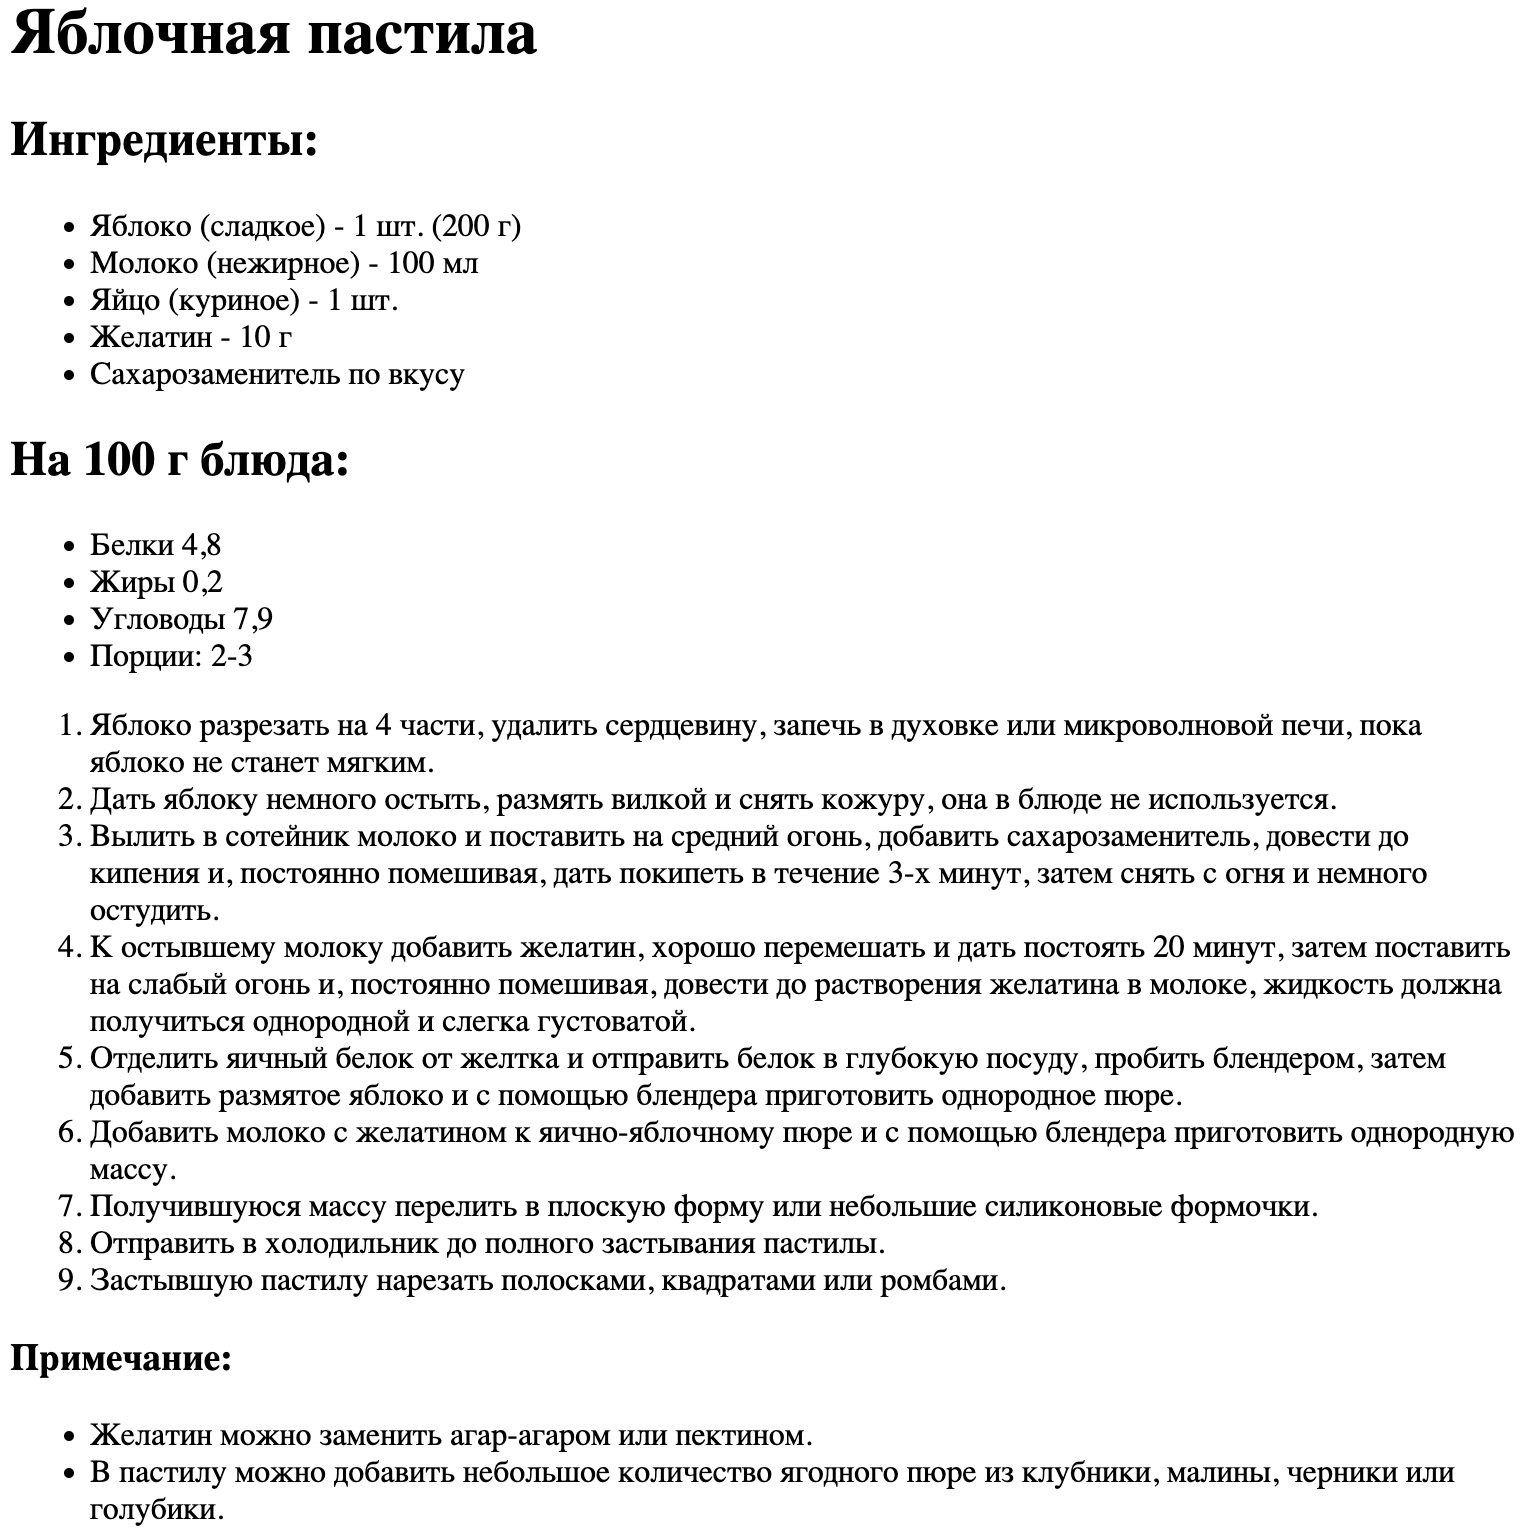 Яблочная пастила
Ингредиенты:
• Яблоко (сладкое) - 1 шт. (200 г)
• Молоко (нежирное) - 100 мл
• Яйцо (куриное) - 1 шт.
• Желатин - 10 г
• Сахарозаменитель по вкусу
На 100 г блюда:
• Белки 4,8
• Жиры 0,2
• Угловоды 7,9
• Порции: 2-3
1. Яблоко разрезать на 4 части, удалить сердцевину, запечь в духовке или микроволновой печи, пока
яблоко не станет мягким.
2. Дать яблоку немного остыть, размять вилкой и снять кожуру, она в блюде не используется.
3. Вылить в сотейник молоко и поставить на средний огонь, добавить сахарозаменитель, довести до
кипения и, постоянно помешивая, дать покипеть в течение 3-х минут, затем снять с огня и немного
остудить.
4. К остывшему молоку добавить желатин, хорошо перемешать и дать постоять 20 минут, затем поставить
на слабый огонь и, постоянно помешивая, довести до растворения желатина в молоке, жидкость должна
получиться однородной и слегка густоватой.
5. Отделить яичный белок от желтка и отправить белок в глубокую посуду, пробить блендером, затем
добавить размятое яблоко и с помощью блендера приготовить однородное пюре.
6. Добавить молоко с желатином к яично-яблочному пюре и с помощью блендера приготовить однородную
массу.
7. Получившуюся массу перелить в плоскую форму или небольшие силиконовые формочки.
8. Отправить в холодильник до полного застывания пастилы.
9. Застывшую пастилу нарезать полосками, квадратами или ромбами.
Примечание:
• Желатин можно заменить агар-агаром или пектином.
• В пастилу можно добавить небольшое количество ягодного пюре из клубники, малины, черники или
голубики.